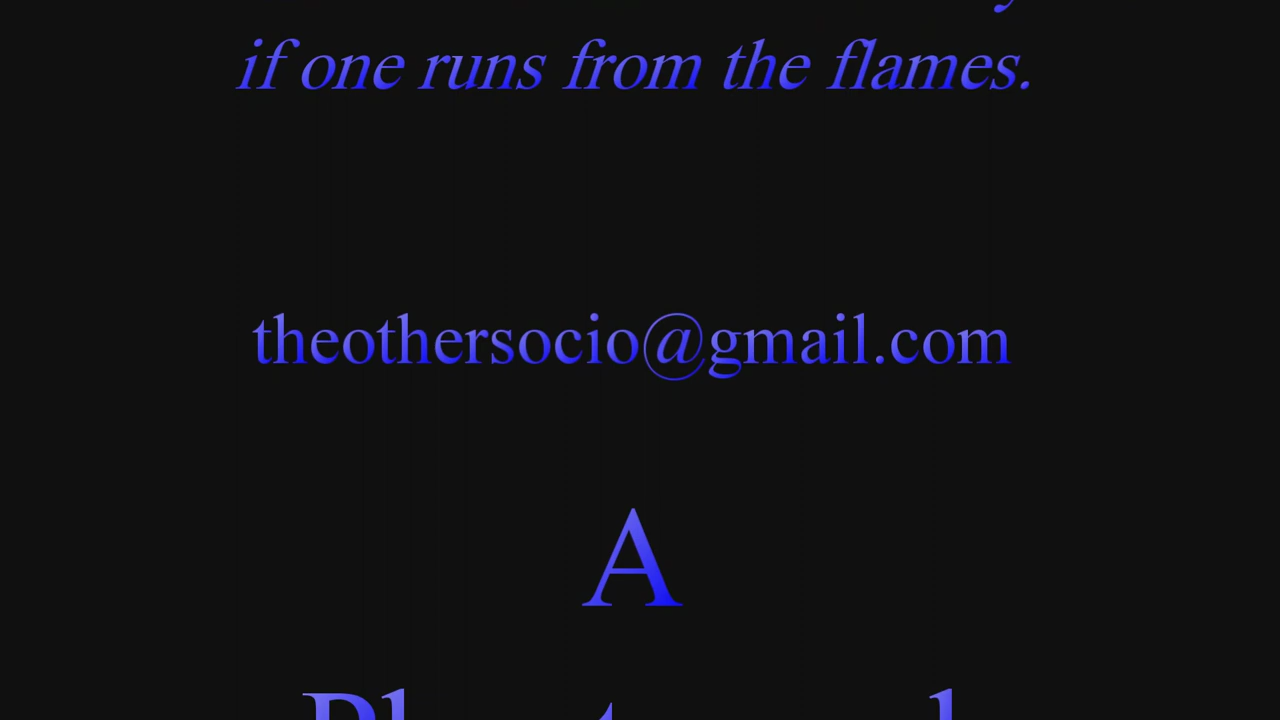 if one runs from the flames.
theothersocio@gmail.com
A